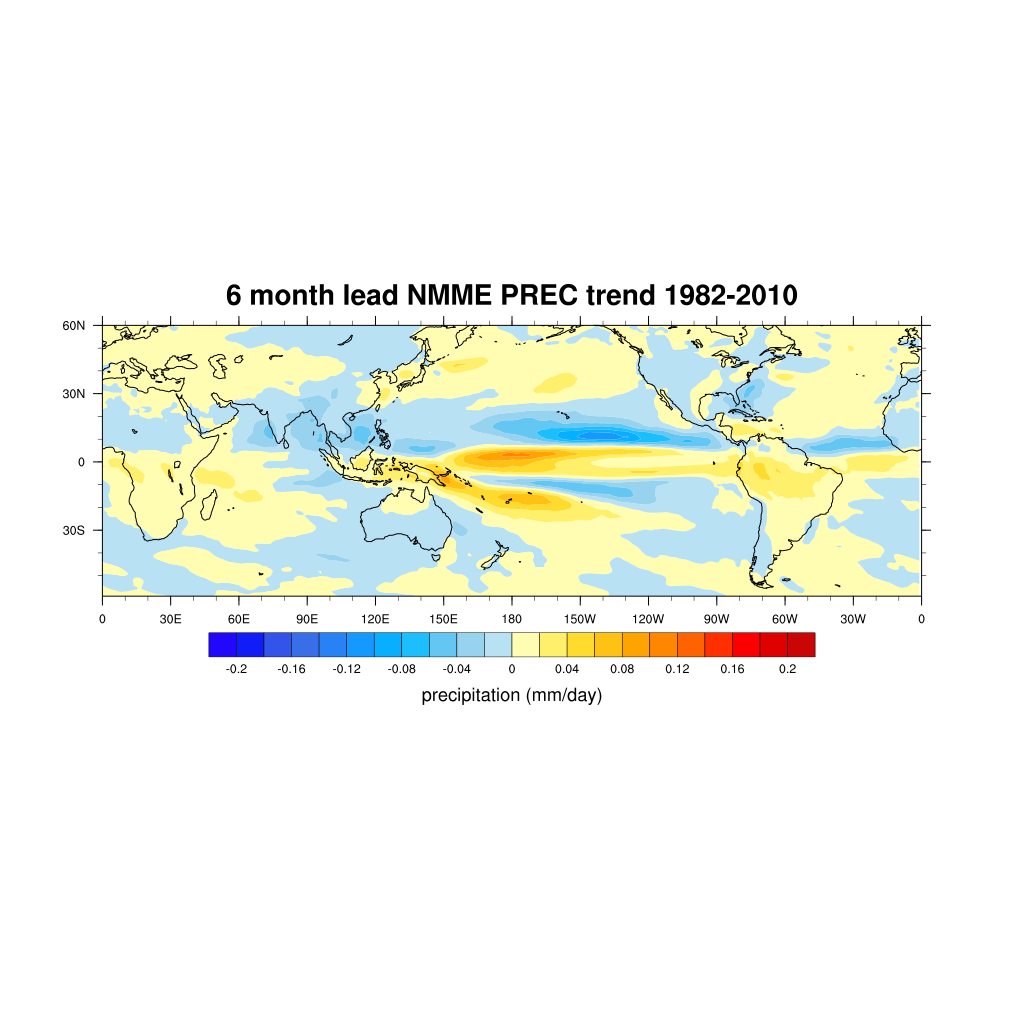 6 month lead NMME PREC trend 1982-2010
60N
30N
0
30S
0 30E 60E 90E 120E 150E 180 150W 120W 90W 60W 30W 0
-0.2 -0.16 -0.12 -0.08 -0.04 0 0.04 0.08 0.12 0.16 0.2
precipitation (mm/day)